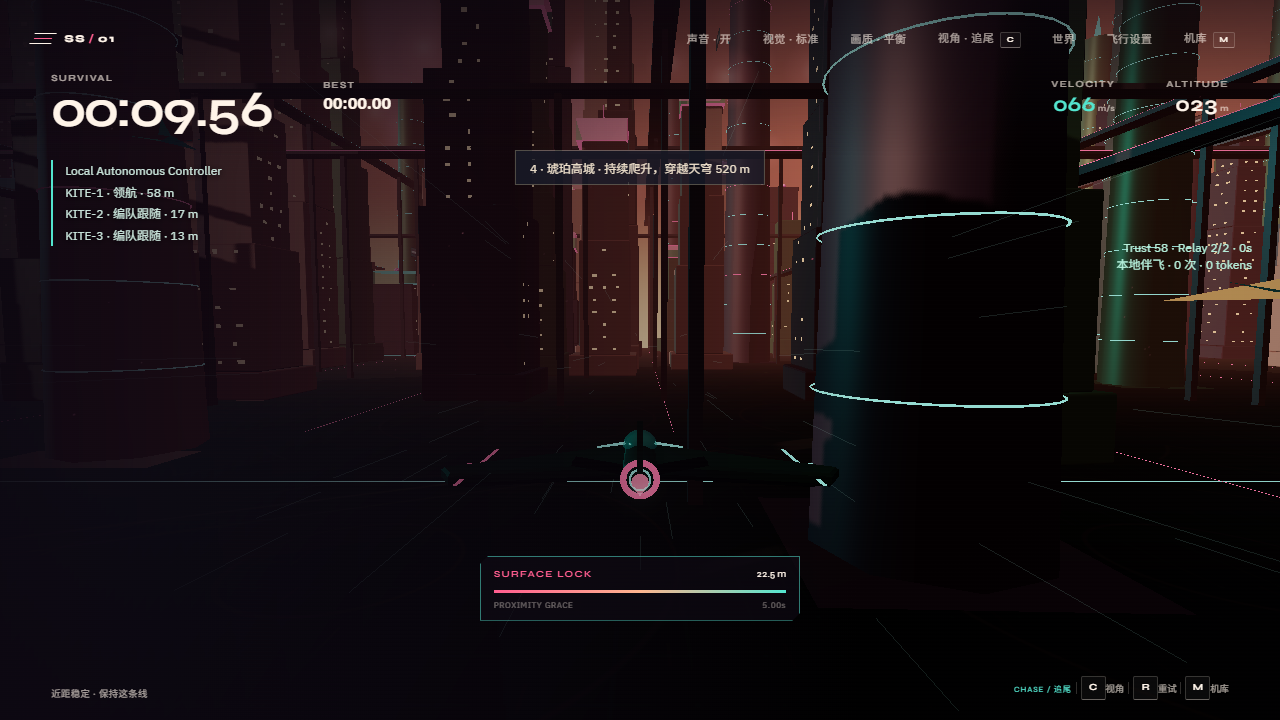 SS / 01
声音 · 开 视觉 · 标准 画质 · 平衡 视角 · 追尾 C 世界 飞行设置 机库 M
SURVIVAL
00:09.56
BEST
00:00.00
VELOCITY
066 m/s
ALTITUDE
023 m
4 · 琥珀高城 · 持续爬升，穿越天穹 520 m
Local Autonomous Controller
KITE-1 · 领航 · 58 m
KITE-2 · 编队跟随 · 17 m
KITE-3 · 编队跟随 · 13 m
Trust 58 · Relay 2/2 · 0s
本地伴飞 · 0 次 · 0 tokens
SURFACE LOCK 22.5 m
PROXIMITY GRACE 5.00s
近距稳定 · 保持这条线
CHASE / 追尾 C 视角 R 重试 M 机库